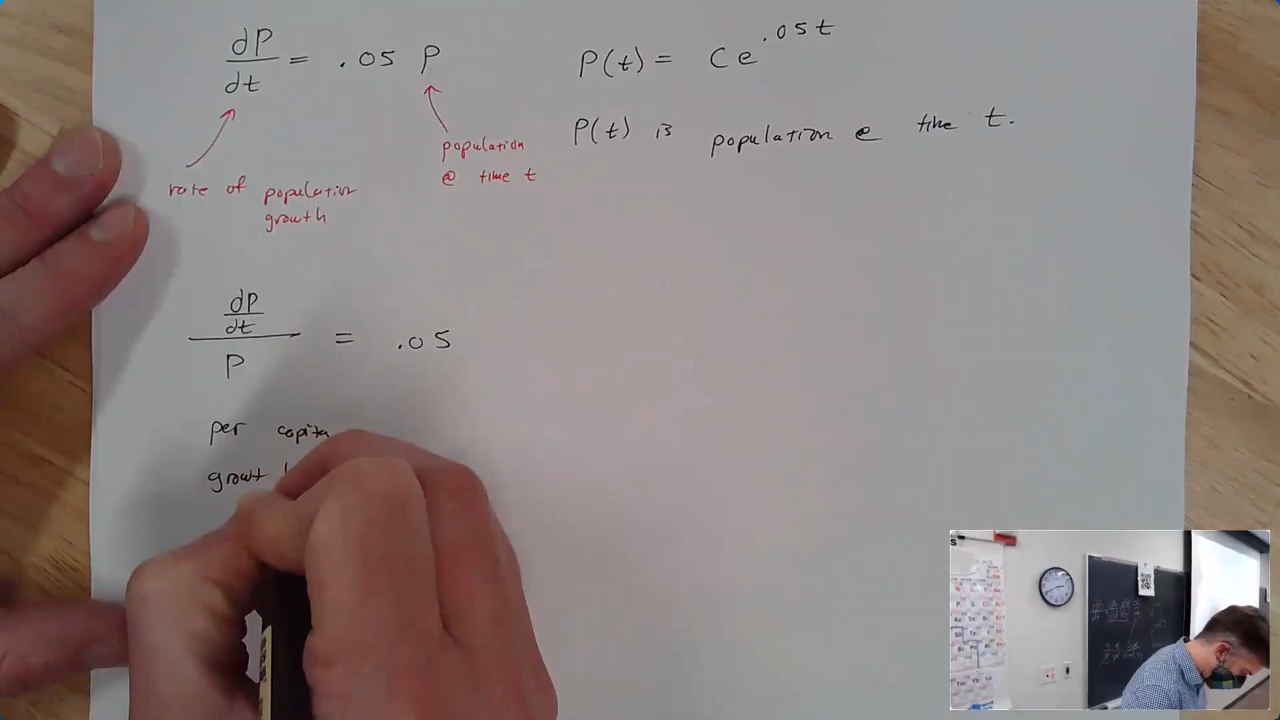 dP/dt = .05 P
P(t) = Ce^.05t
P(t) is population @ time t.
population
@ time t
rate of population
growth
dP/dt / P = .05
per capita
growt